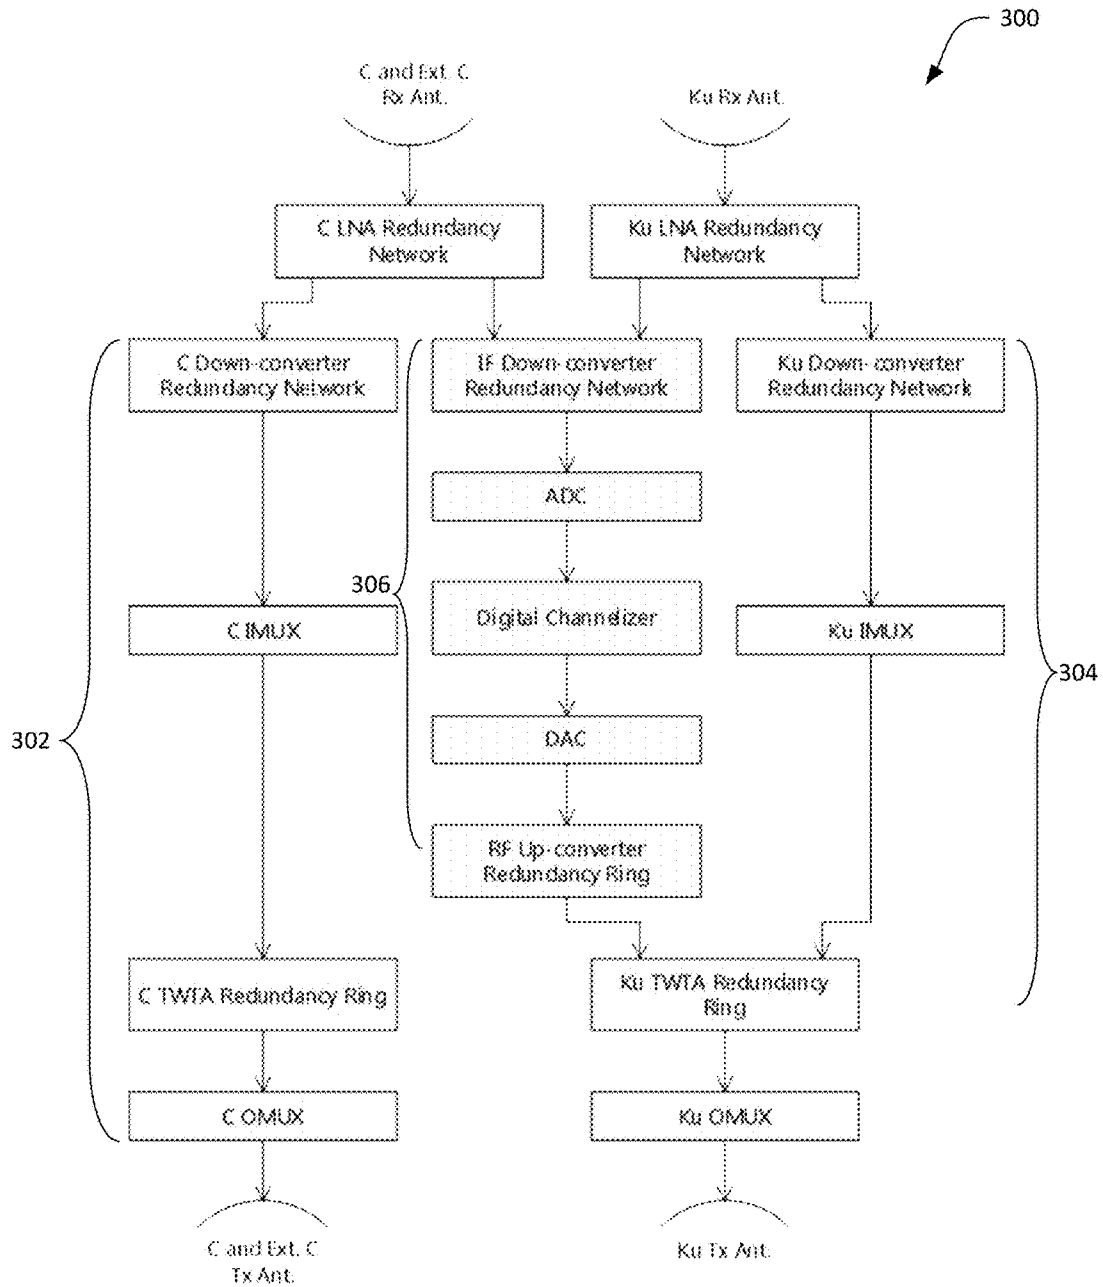 300
C and Ext. C
Rx Ant.
Ku Rx Ant.
C LNA Redundancy
Network
Ku LNA Redundancy
Network
C Down-converter
Redundancy Network
IF Down-converter
Redundancy Network
Ku Down-converter
Redundancy Network
ADC
306
Digital Channelizer
C IMUX
Ku IMUX
304
302
DAC
RF Up-converter
Redundancy Ring
C TWTA Redundancy Ring
Ku TWTA Redundancy
Ring
C OMUX
Ku OMUX
C and Ext. C
Tx Ant.
Ku Tx Ant.